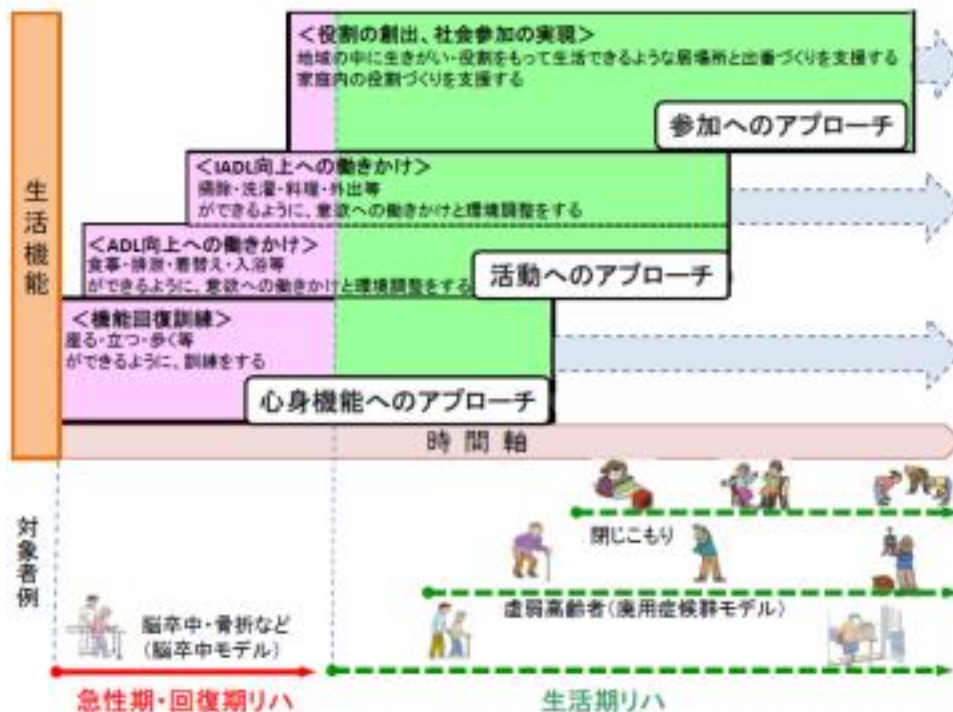 <役割の創出、社会参加の実現>
地域の中に生きがい・役割をもって生活できるような居場所と出番づくりを支援する
家庭内の役割づくりを支援する
参加へのアプローチ
<IADL向上への働きかけ>
掃除・洗濯・料理・外出等
ができるように、意欲への働きかけと環境調整をする
<ADL向上への働きかけ>
食事・排泄・着替え・入浴等
ができるように、意欲への働きかけと環境調整をする
活動へのアプローチ
<機能回復訓練>
座る・立つ・歩く等
ができるように、訓練をする
心身機能へのアプローチ
生活機能
時間軸
対象者例
閉じこもり
虚弱高齢者(廃用症候群モデル)
脳卒中・骨折など
(脳卒中モデル)
急性期・回復期リハ
生活期リハ